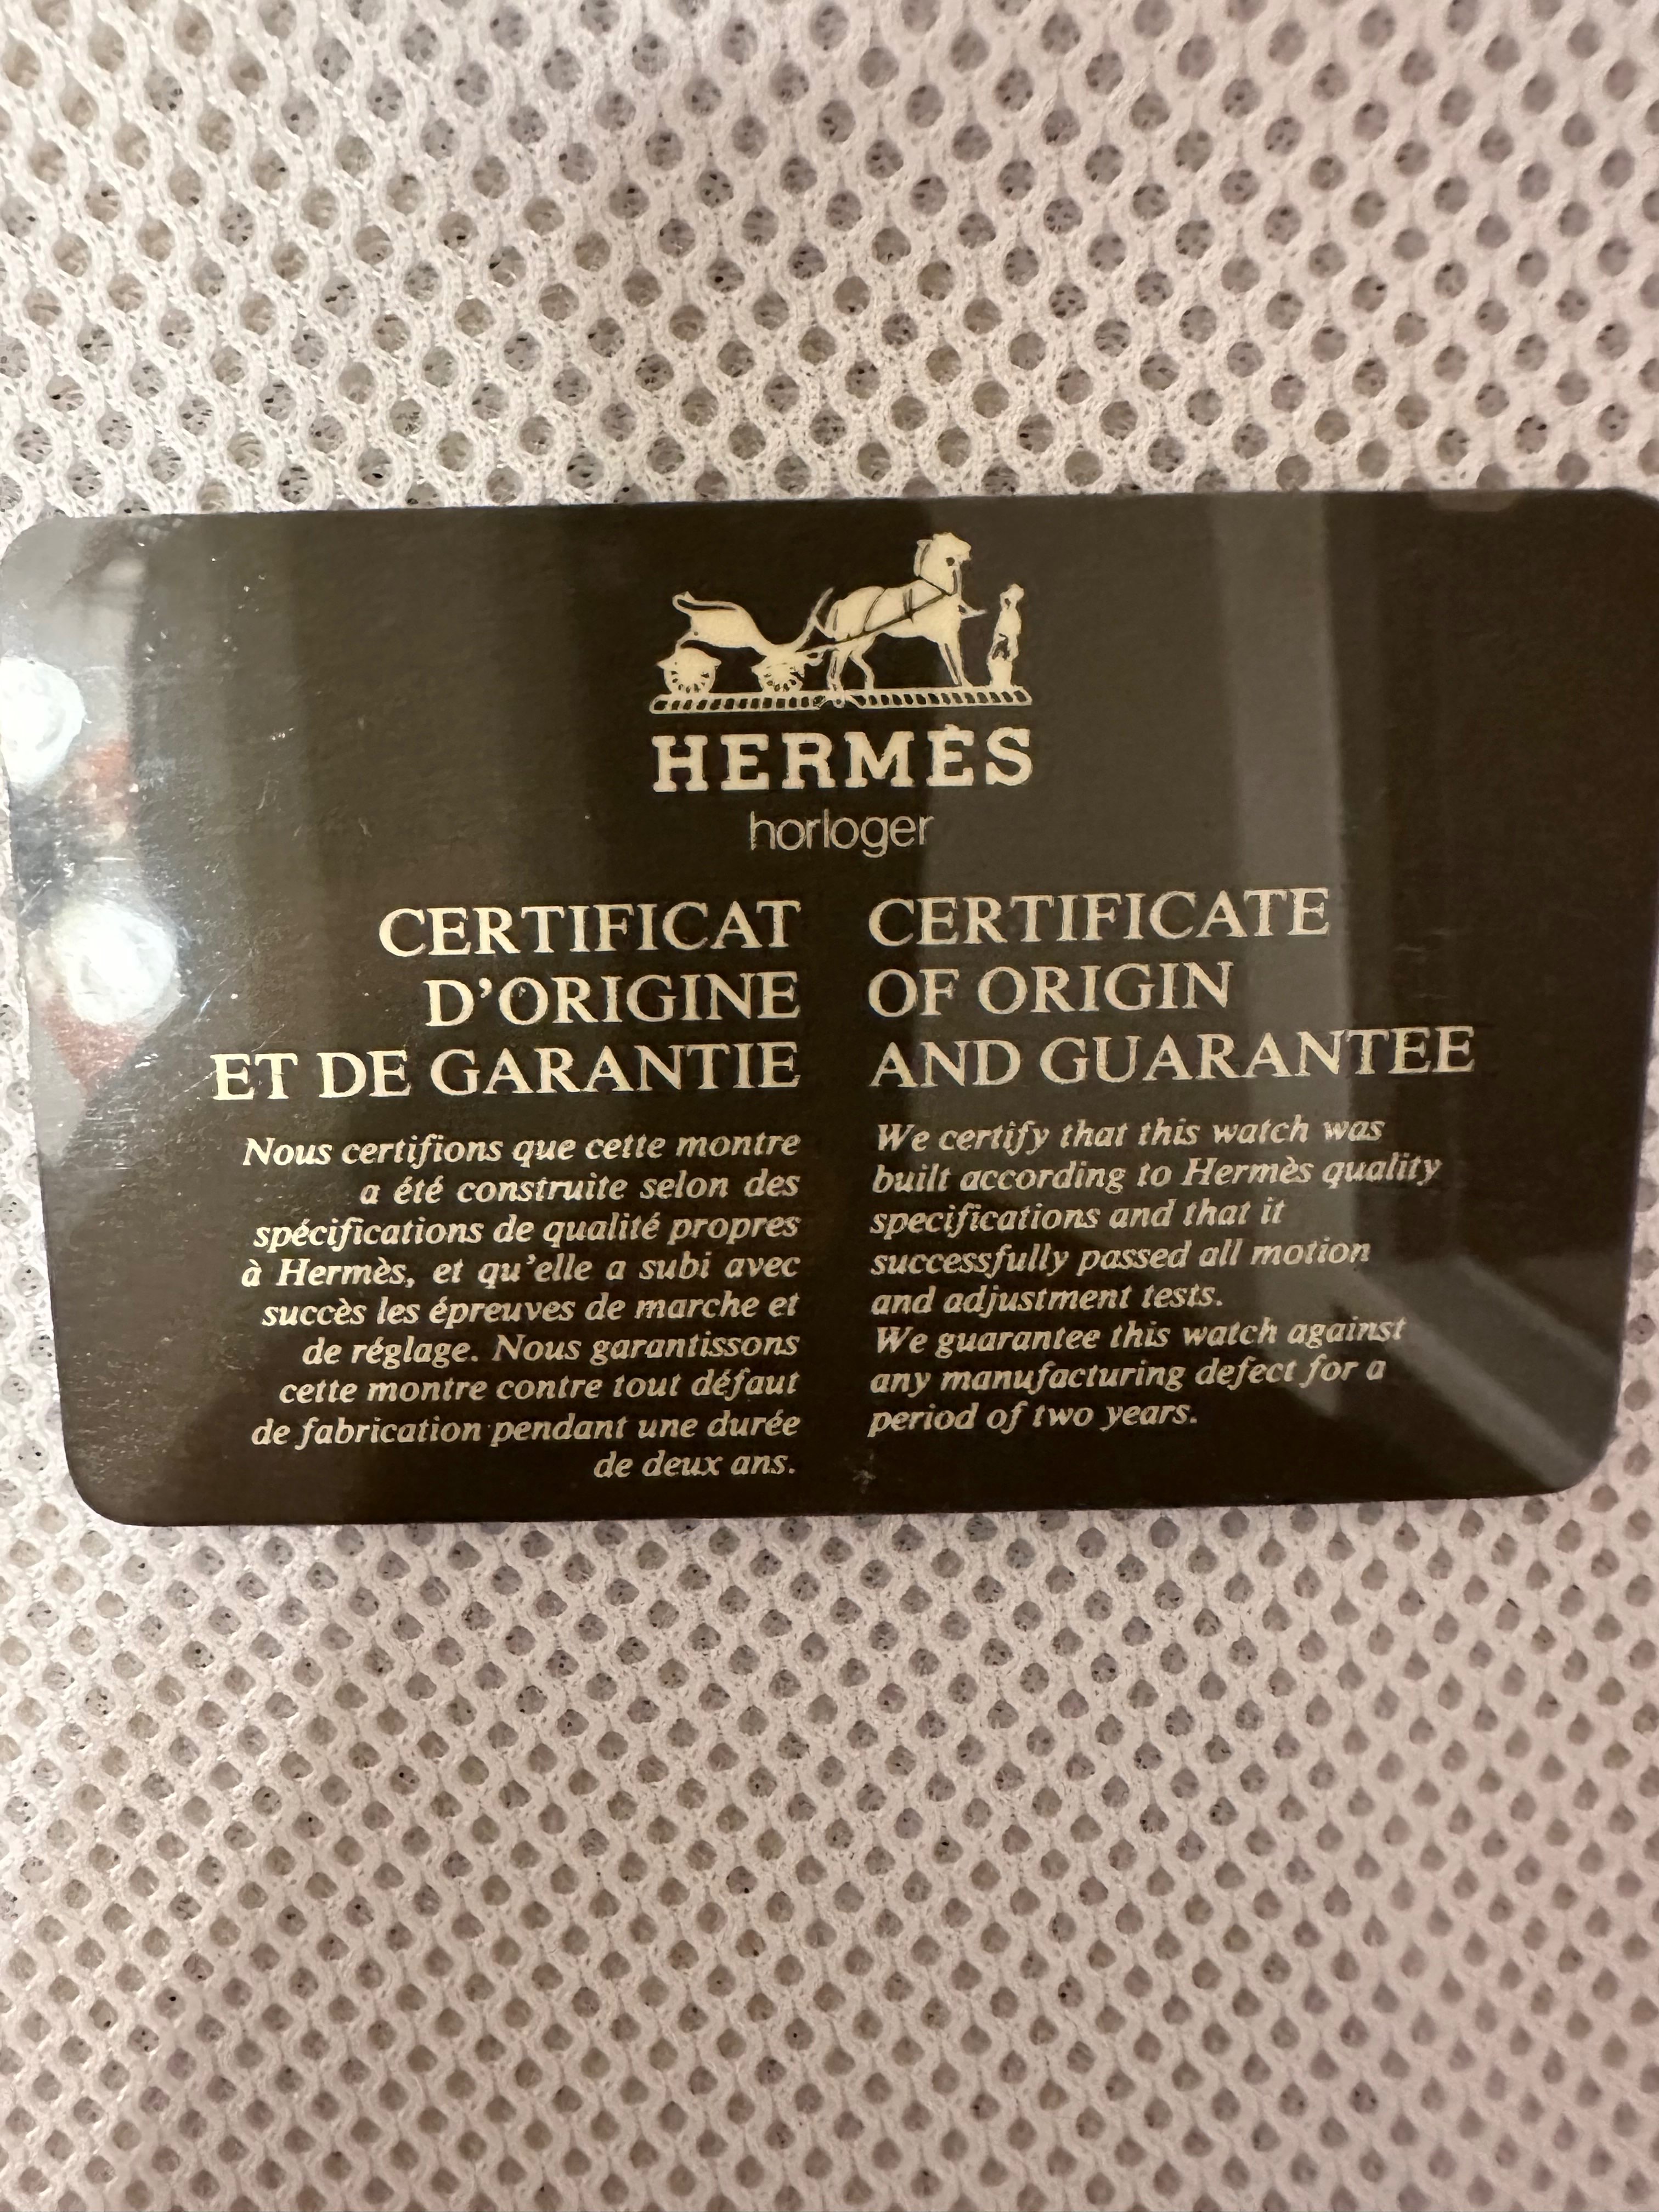 HERMÈS
horloger
CERTIFICAT
D'ORIGINE
ET DE GARANTIE
Nous certifions que cette montre
a été construite selon des
spécifications de qualité propres
à Hermès, et qu'elle a subi avec
succès les épreuves de marche et
de réglage. Nous garantissons
cette montre contre tout défaut
de fabrication pendant une durée
de deux ans.
CERTIFICATE
OF ORIGIN
AND GUARANTEE
We certify that this watch was
built according to Hermès quality
specifications and that it
successfully passed all motion
and adjustment tests.
We guarantee this watch against
any manufacturing defect for a
period of two years.